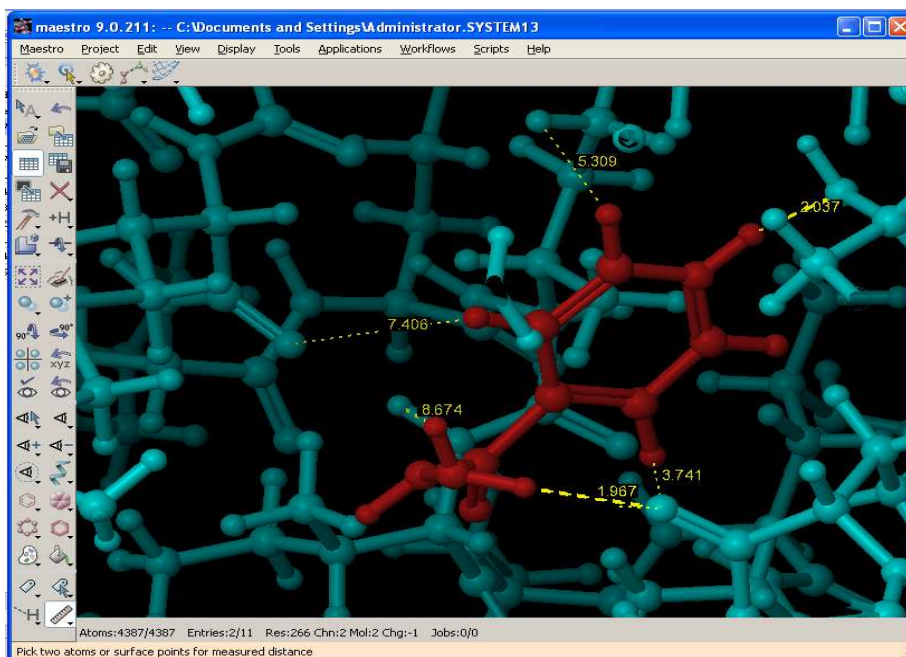 maestro 9.0.211: -- C:\Documents and Settings\Administrator.SYSTEM13
Maestro Project Edit View Display Tools Applications Workflows Scripts Help
A
+H
90° 90°
xyz
H
5.309
2.037
7.406
8.674
3.741
1.967
Atoms:4387/4387 Entries:2/11 Res:266 Chn:2 Mol:2 Chg:-1 Jobs:0/0
Pick two atoms or surface points for measured distance